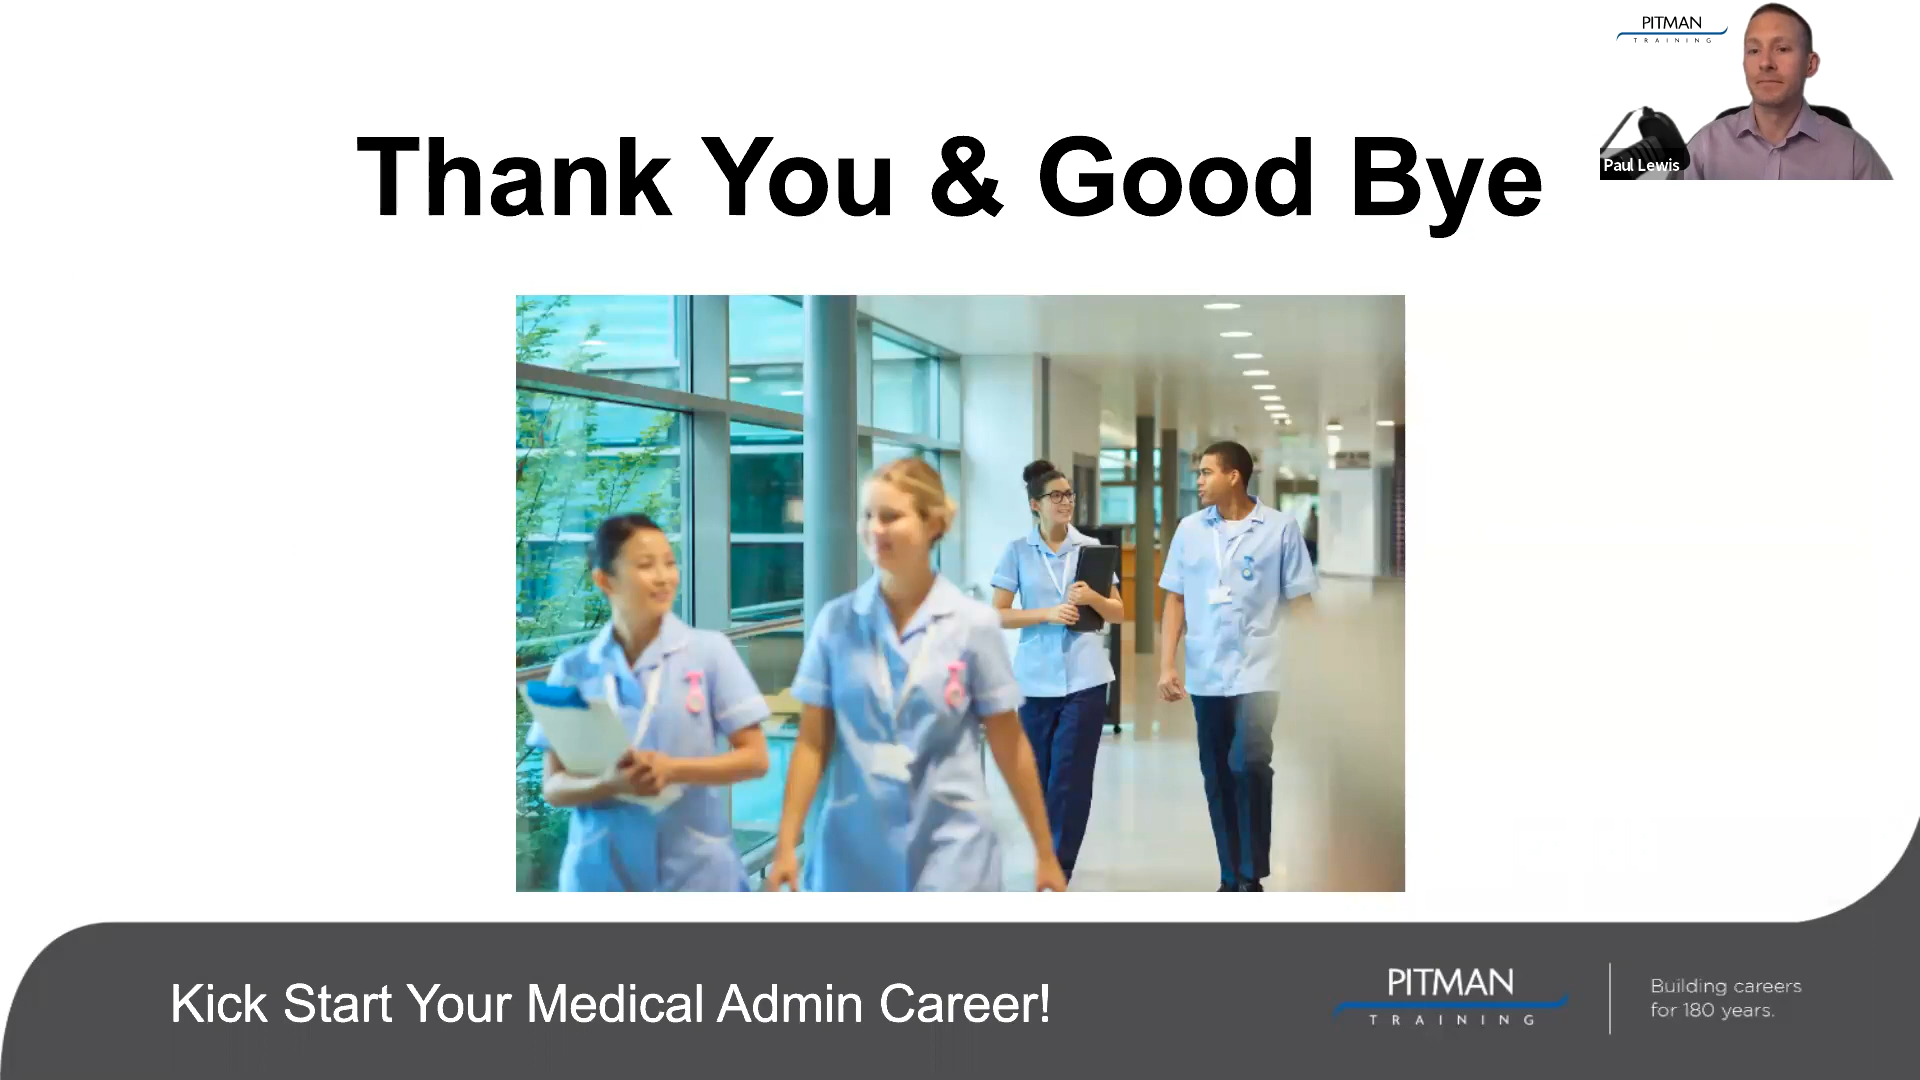 PITMAN
TRAINING
Paul Lewis
Thank You & Good Bye
Kick Start Your Medical Admin Career!
PITMAN
TRAINING
Building careers
for 180 years.